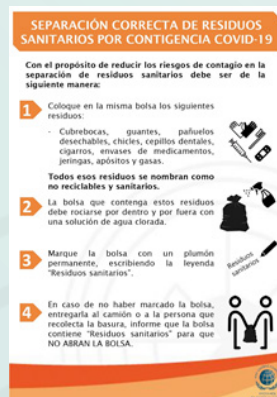 SEPARACIÓN CORRECTA DE RESIDUOS
SANITARIOS POR CONTIGENCIA COVID-19
Con el propósito de reducir los riesgos de contagio en la
separación de residuos sanitarios debe ser de la
siguiente manera:
1
Coloque en la misma bolsa los siguientes
residuos:
- Cubrebocas, guantes, pañuelos
desechables, chicles, cepillos dentales,
cigarros, envases de medicamentos,
jeringas, apósitos y gasas.
Todos esos residuos se nombran como
no reciclables y sanitarios.
2
La bolsa que contenga estos residuos
debe rociarse por dentro y por fuera con
una solución de agua clorada.
3
Marque la bolsa con un plumón
permanente, escribiendo la leyenda
"Residuos sanitarios".
Residuos
sanitarios
4
En caso de no haber marcado la bolsa,
entregarla al camión o a la persona que
recolecta la basura, informe que la bolsa
contiene "Residuos sanitarios" para que
NO ABRAN LA BOLSA.